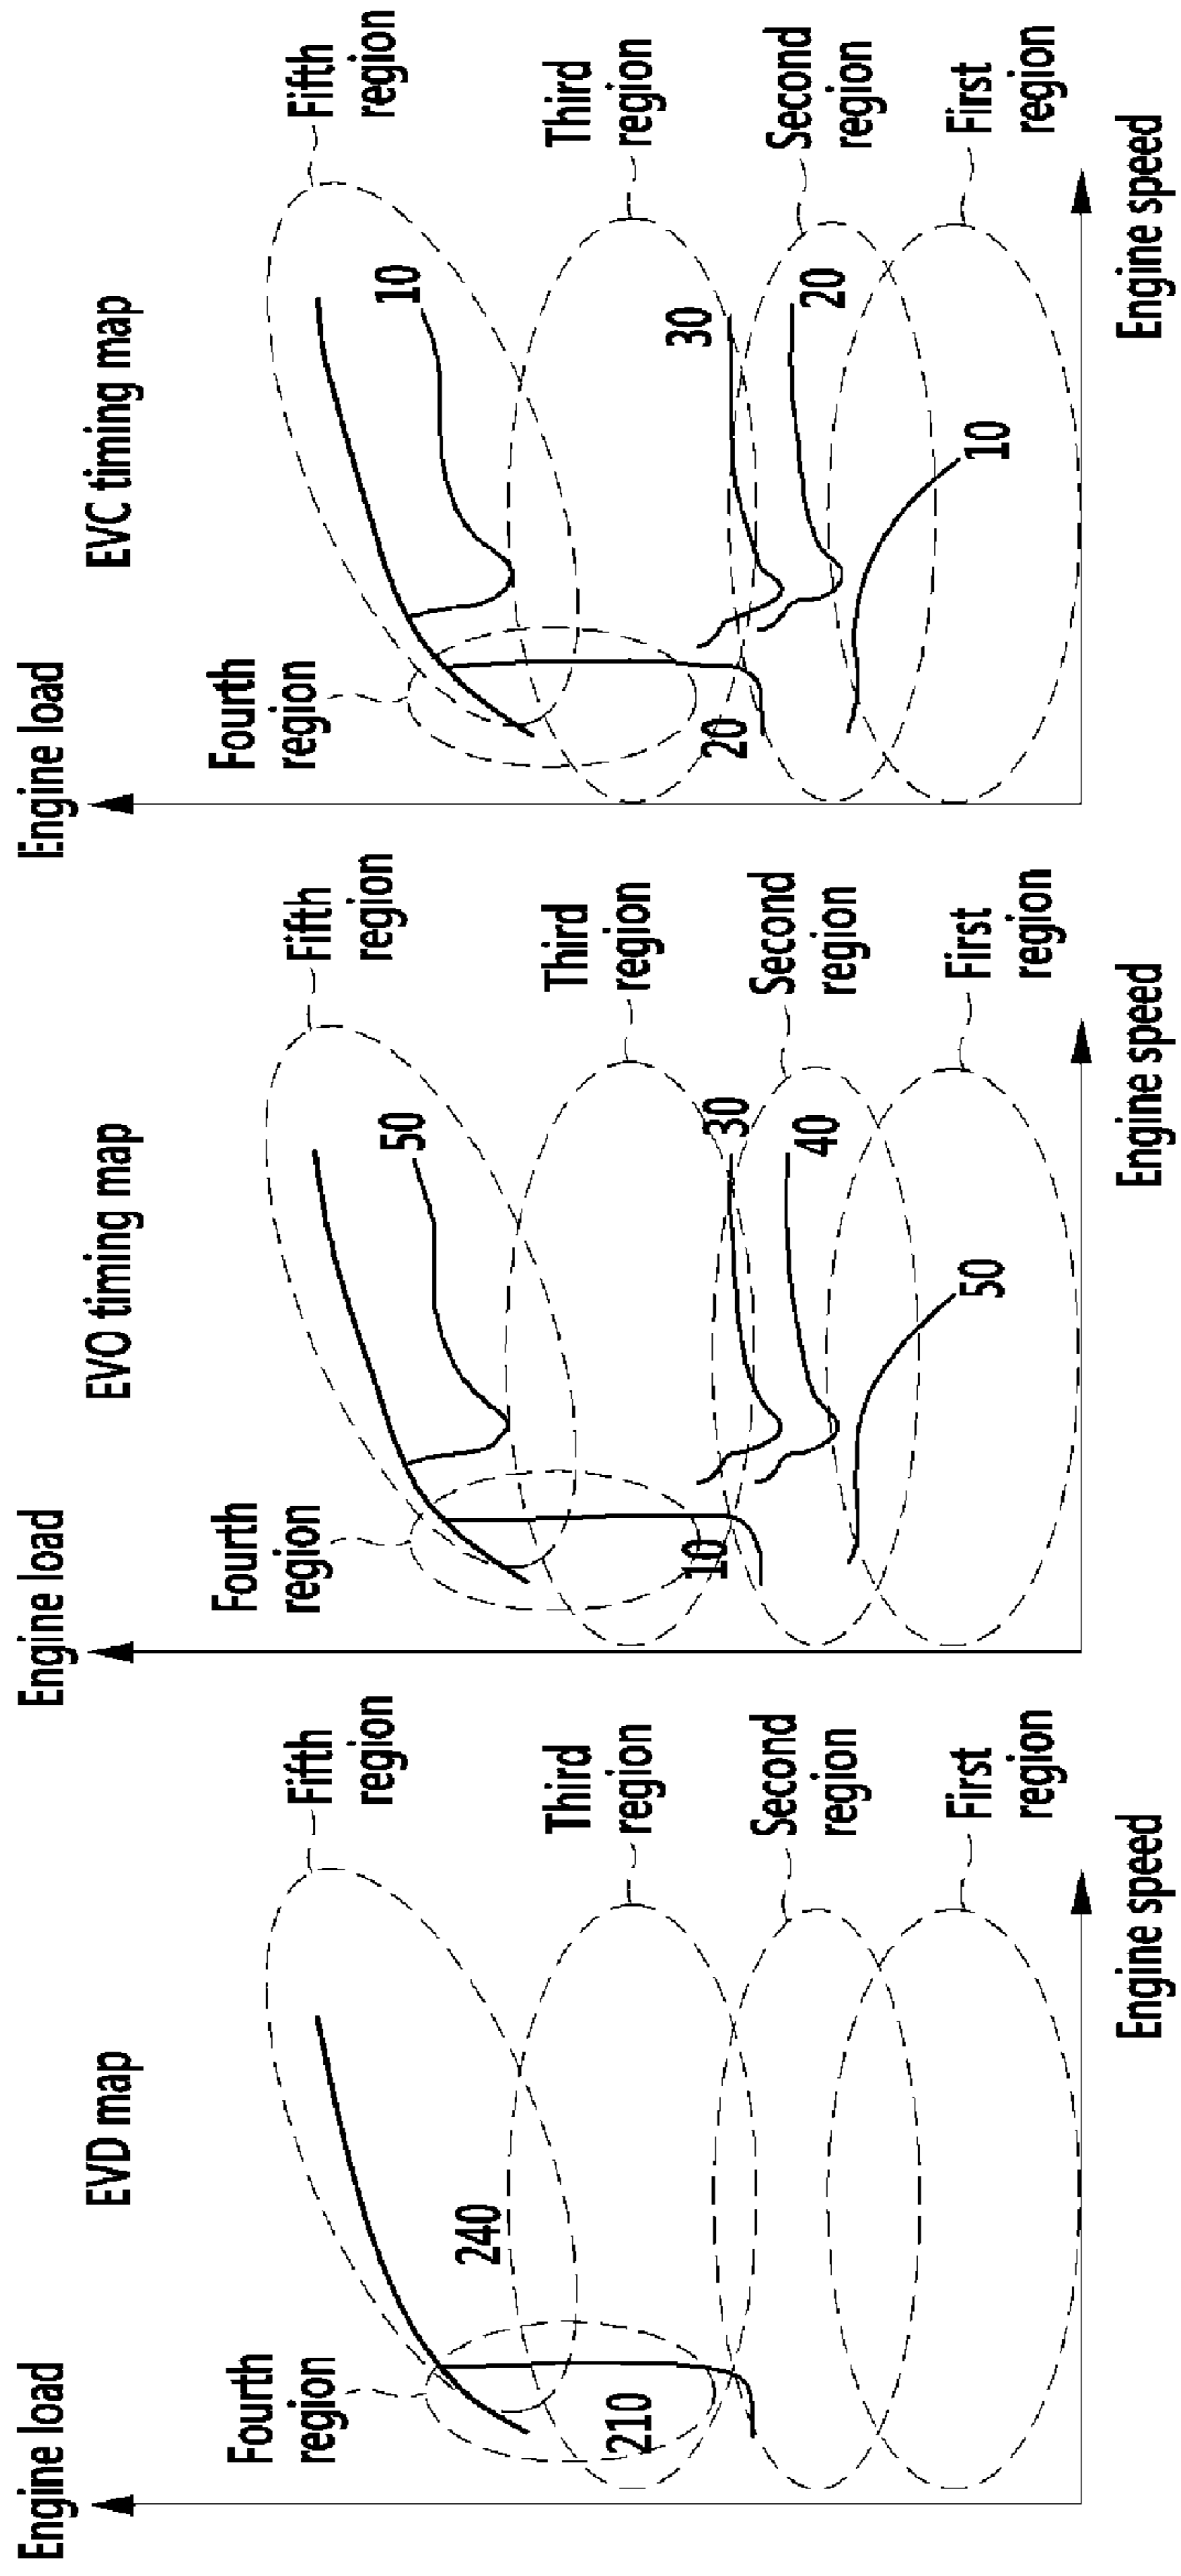 EVD map
Engine load
Fourth
region
Fifth
region
240
210
Third
region
Second
region
First
region
Engine speed
EVO timing map
Engine load
Fourth
region
Fifth
region
50
Third
region
10
30
Second
region
40
50
First
region
Engine speed
EVC timing map
Engine load
Fourth
region
Fifth
region
10
Third
region
20
30
Second
region
20
10
First
region
Engine speed